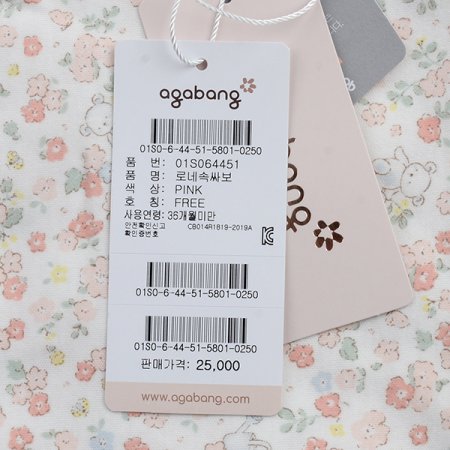 agabang
01S0-6-44-51-5801-0250
품 번: 01S064451
품 명: 로네속싸보
색 상: PINK
호 칭: FREE
사용연령: 36개월미만
안전확인신고 CB014R1819-2019A
확인증번호
01S0-6-44-51-5801-0250
01S0-6-44-51-5801-0250
판매가격: 25,000
www.agabang.com